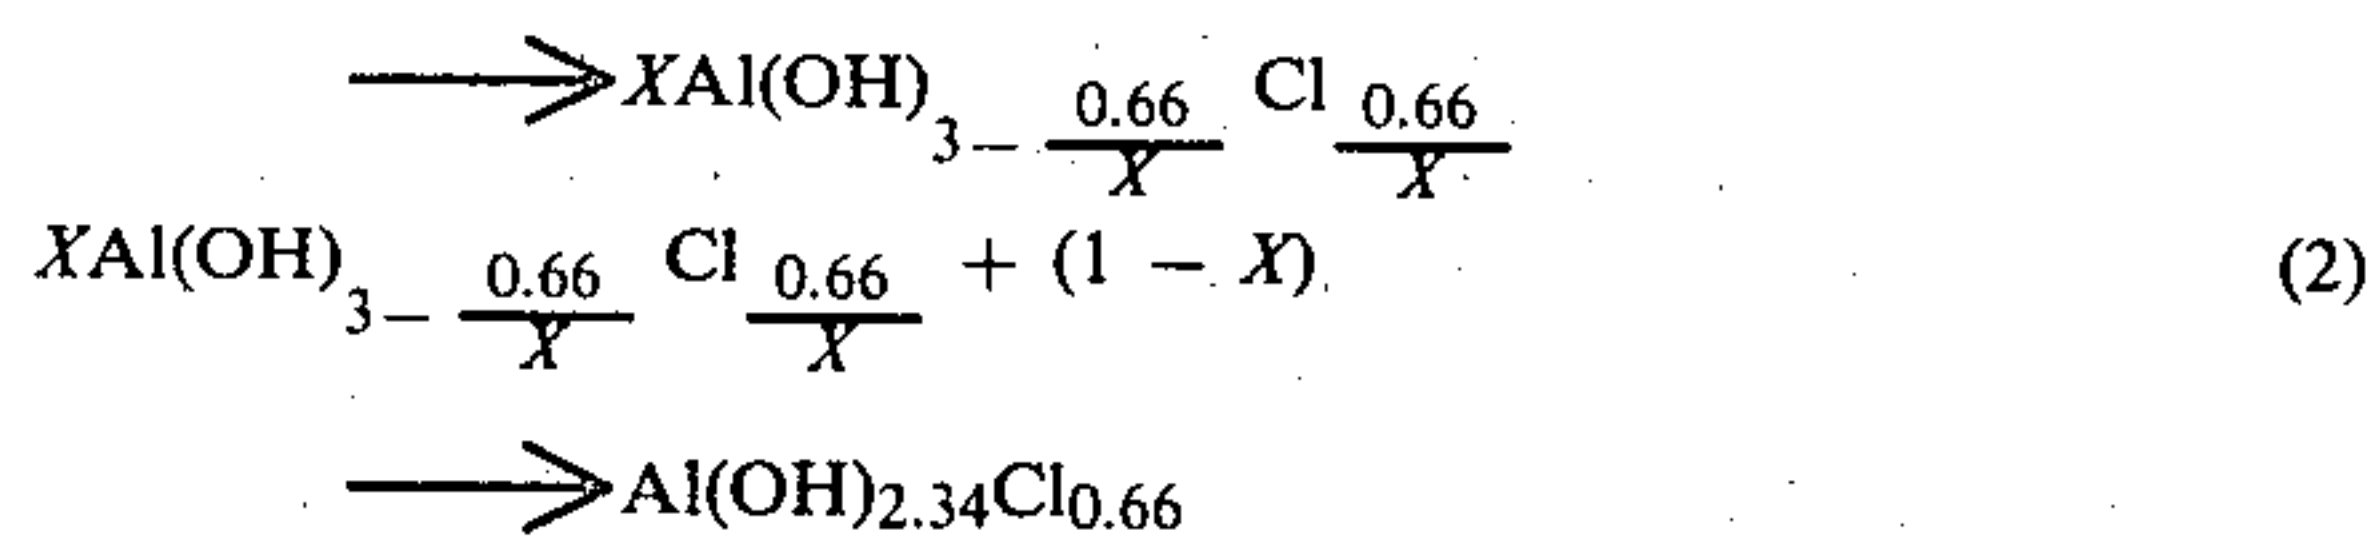 ⟶ XAl(OH)₃₋₀.₆₆/X Cl₀.₆₆/X
XAl(OH)₃₋₀.₆₆/X Cl₀.₆₆/X + (1 − X) (2)
⟶ Al(OH)₂.₃₄Cl₀.₆₆